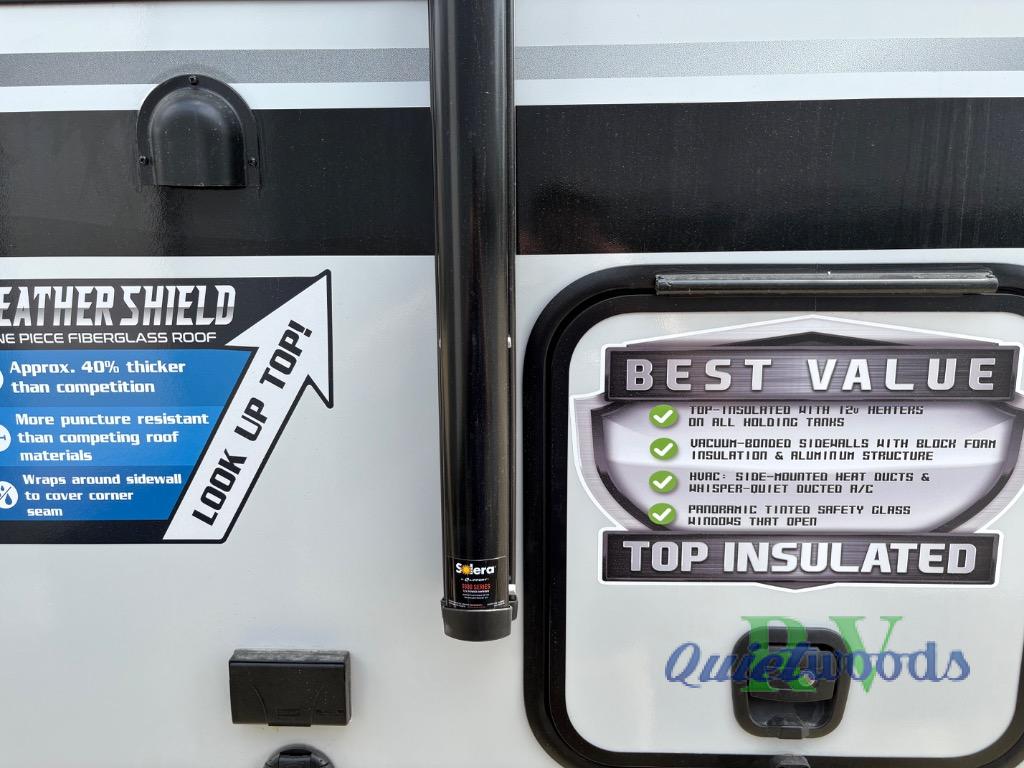 EATHER SHIELD
NE PIECE FIBERGLASS ROOF
Approx. 40% thicker
than competition
More puncture resistant
than competing roof
materials
Wraps around sidewall
to cover corner
seam
LOOK UP TOP!
Solera
BY LIPPERT
BEST VALUE
TOP-INSULATED WITH 12v HEATERS
ON ALL HOLDING TANKS
VACUUM-BONDED SIDEWALLS WITH BLOCK FOAM
INSULATION & ALUMINUM STRUCTURE
HVAC: SIDE-MOUNTED HEAT DUCTS &
WHISPER-QUIET DUCTED A/C
PANORAMIC TINTED SAFETY GLASS
WINDOWS THAT OPEN
TOP INSULATED
Quietwoods
RV